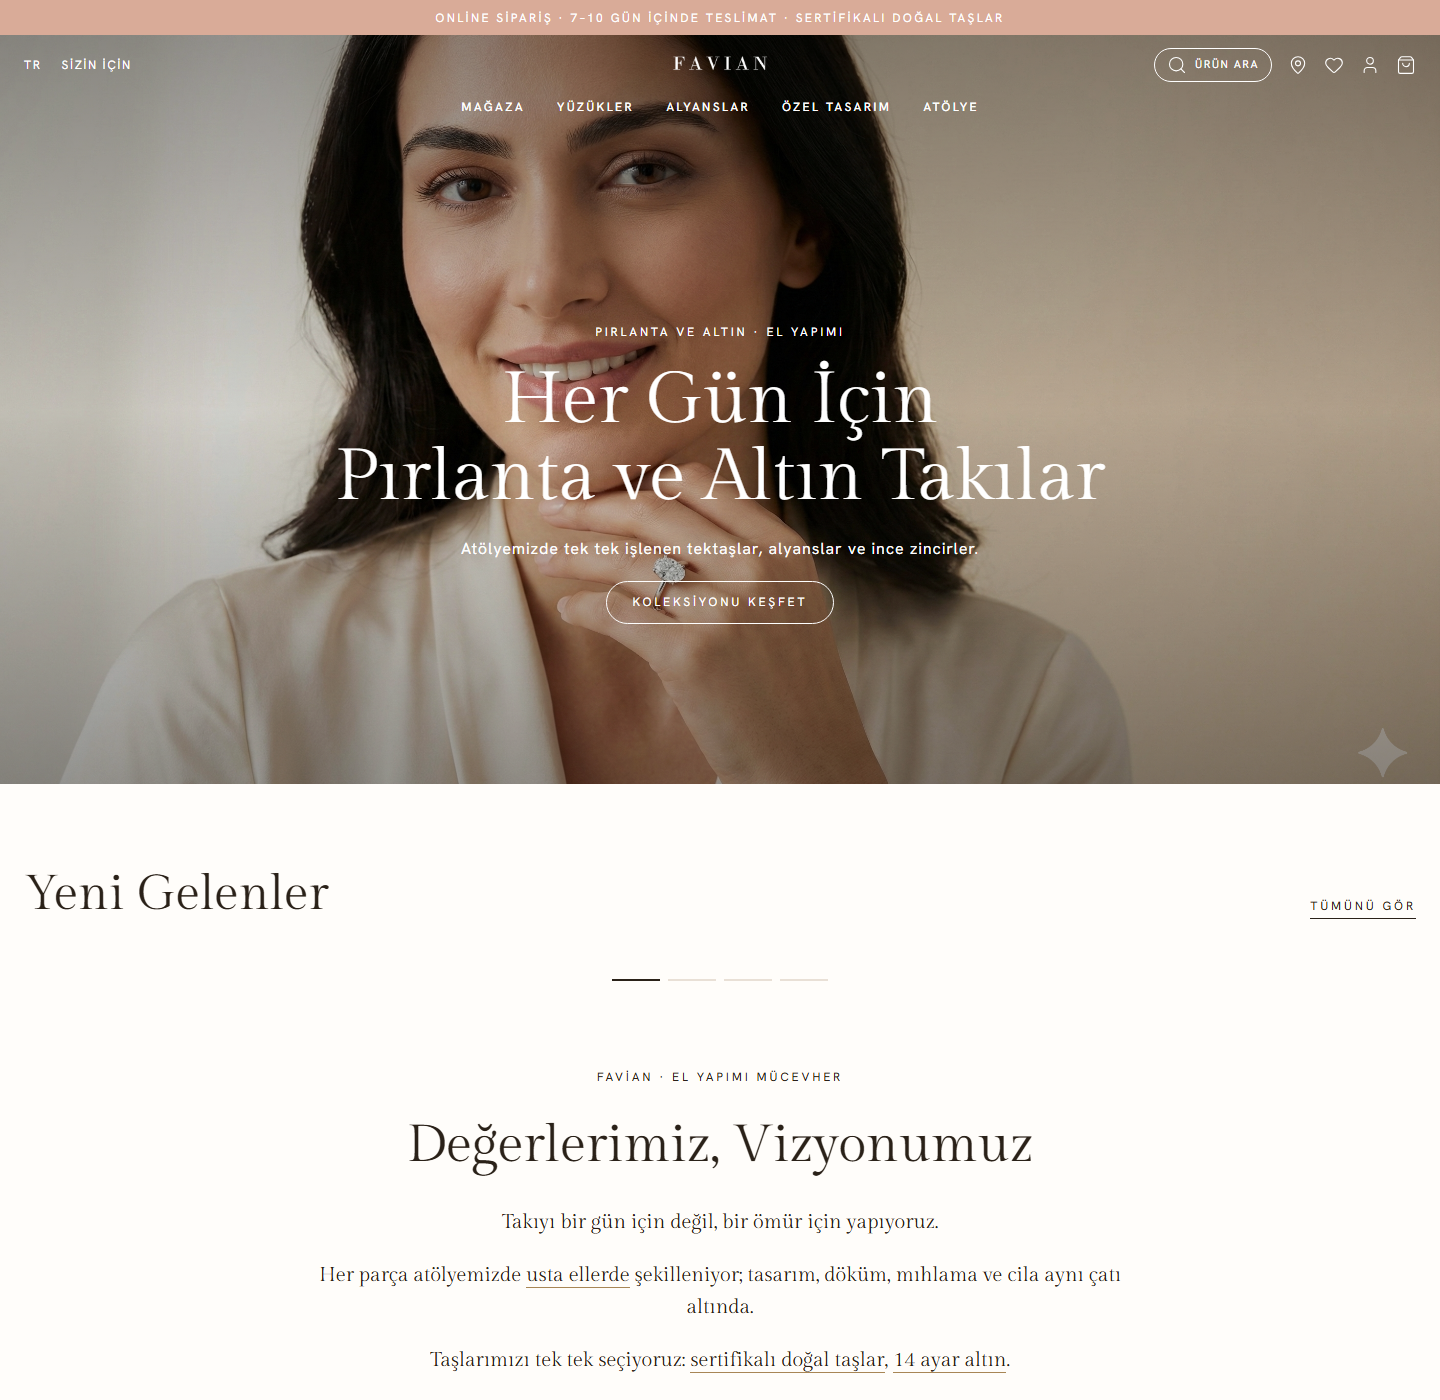 ONLİNE SİPARİŞ · 7–10 GÜN İÇİNDE TESLİMAT · SERTİFİKALI DOĞAL TAŞLAR
TR SİZİN İÇİN
FAVIAN
ÜRÜN ARA
MAĞAZA YÜZÜKLER ALYANSLAR ÖZEL TASARIM ATÖLYE
PIRLANTA VE ALTIN · EL YAPIMI
Her Gün İçin
Pırlanta ve Altın Takılar
Atölyemizde tek tek işlenen tektaşlar, alyanslar ve ince zincirler.
KOLEKSİYONU KEŞFET
Yeni Gelenler
TÜMÜNÜ GÖR
FAVİAN · EL YAPIMI MÜCEVHER
Değerlerimiz, Vizyonumuz
Takıyı bir gün için değil, bir ömür için yapıyoruz.
Her parça atölyemizde usta ellerde şekilleniyor; tasarım, döküm, mıhlama ve cila aynı çatı
altında.
Taşlarımızı tek tek seçiyoruz: sertifikalı doğal taşlar, 14 ayar altın.